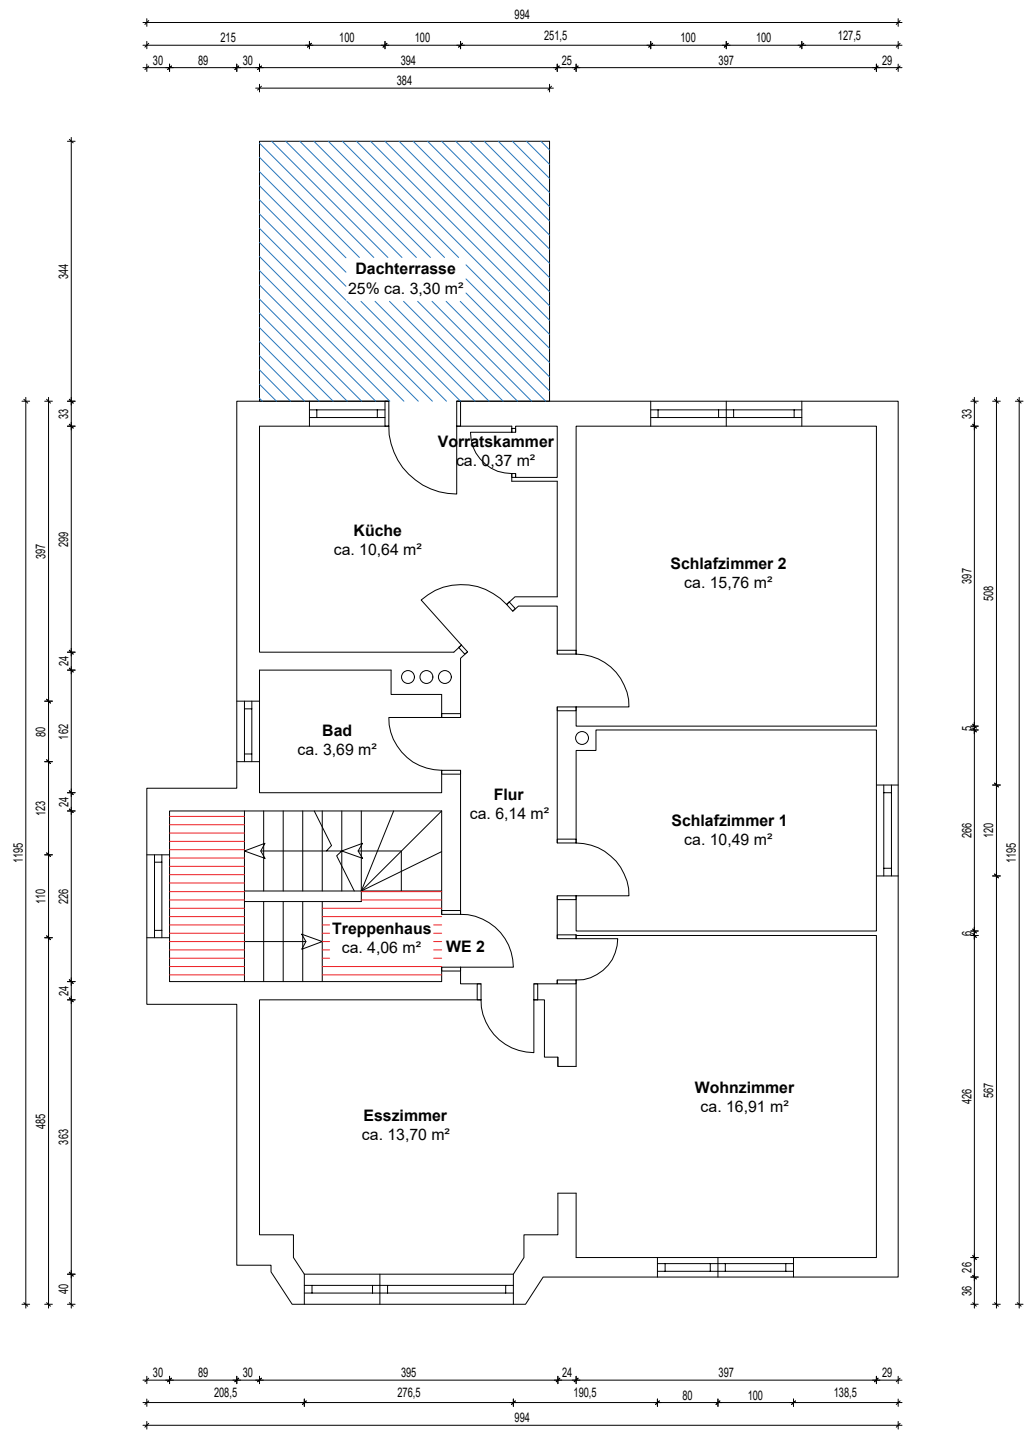 994
215 100 100 251,5 100 100 127,5
30 89 30 394 25 397 29
384
344
Dachterrasse
25% ca. 3,30 m²
33
33
Vorratskammer
ca. 0,37 m²
Küche
ca. 10,64 m²
397
299
Schlafzimmer 2
ca. 15,76 m²
397
508
24
Bad
ca. 3,69 m²
80
162
5
Flur
ca. 6,14 m²
Schlafzimmer 1
ca. 10,49 m²
123
24
1195
266
120
1195
110
226
Treppenhaus
ca. 4,06 m²
WE 2
6
24
Wohnzimmer
ca. 16,91 m²
Esszimmer
ca. 13,70 m²
485
363
426
567
40
26
36
30 89 30 395 24 397 29
208,5 276,5 190,5 80 100 138,5
994